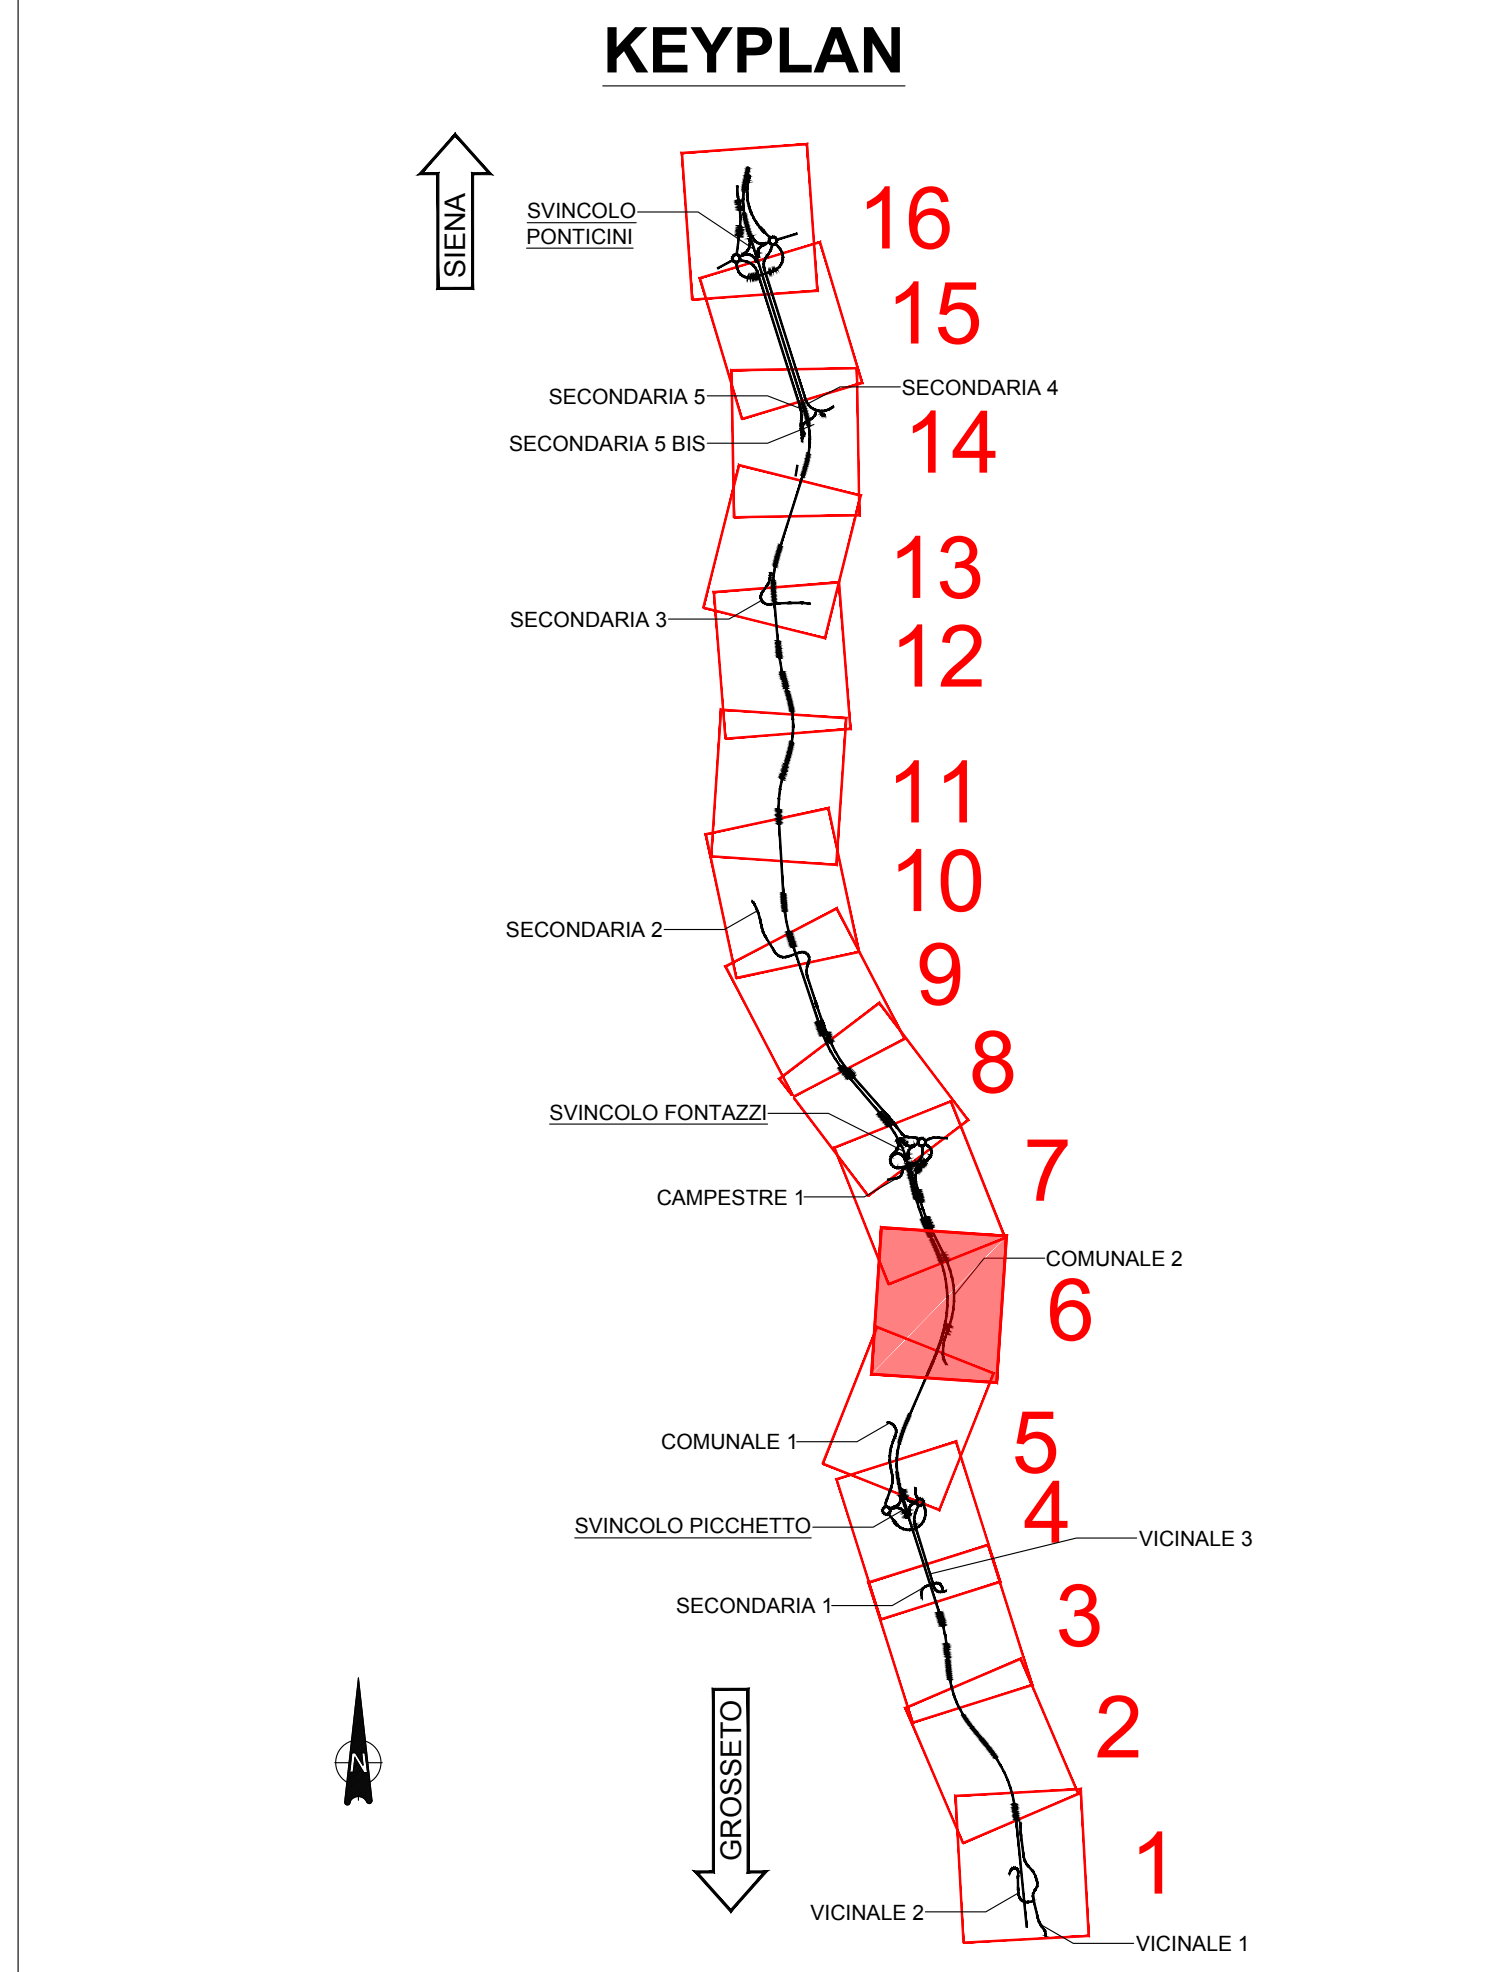 KEYPLAN
SIENA
SVINCOLO
PONTICINI
16
15
SECONDARIA 5
SECONDARIA 4
SECONDARIA 5 BIS
14
13
SECONDARIA 3
12
11
10
SECONDARIA 2
9
8
SVINCOLO FONTAZZI
7
CAMPESTRE 1
COMUNALE 2
6
COMUNALE 1
5
4
SVINCOLO PICCHETTO
VICINALE 3
SECONDARIA 1
3
N
GROSSETO
2
1
VICINALE 2
VICINALE 1